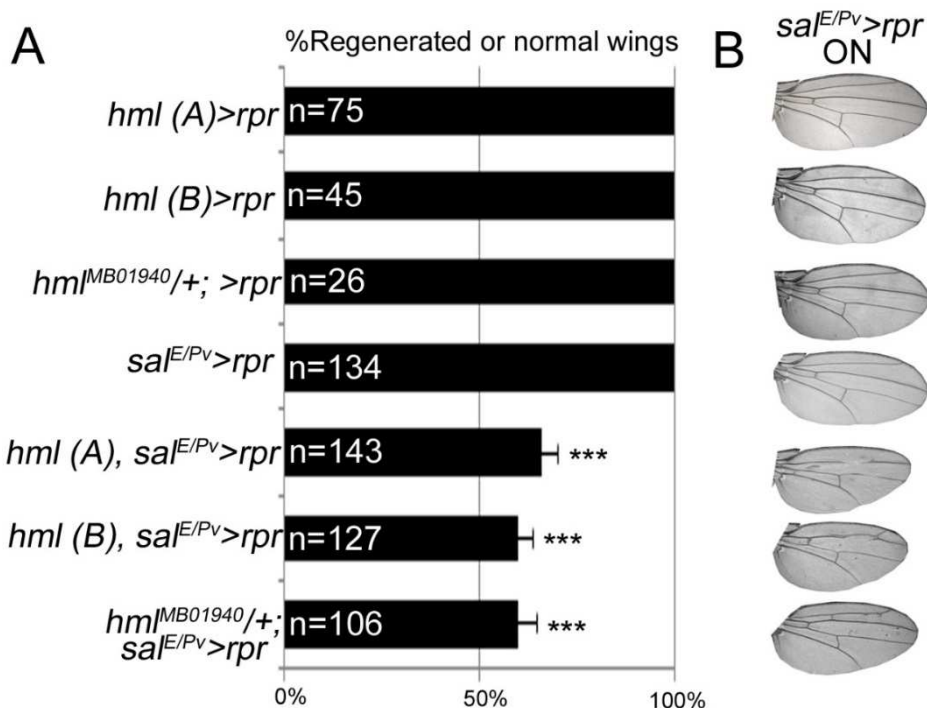 A
%Regenerated or normal wings
hml (A)>rpr
n=75
hml (B)>rpr
n=45
hml^MB01940/+; >rpr
n=26
sal^E/Pv>rpr
n=134
hml (A), sal^E/Pv>rpr
n=143
***
hml (B), sal^E/Pv>rpr
n=127
***
hml^MB01940/+;
sal^E/Pv>rpr
n=106
***
0%
50%
100%
B
sal^E/Pv>rpr
ON